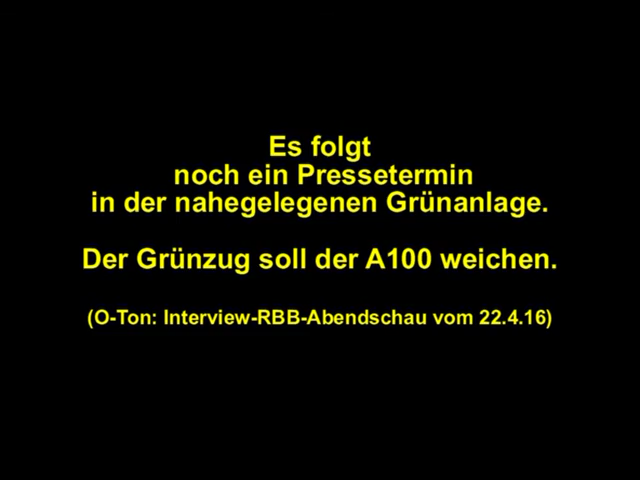 Es folgt
noch ein Pressetermin
in der nahegelegenen Grünanlage.
Der Grünzug soll der A100 weichen.
(O-Ton: Interview-RBB-Abendschau vom 22.4.16)